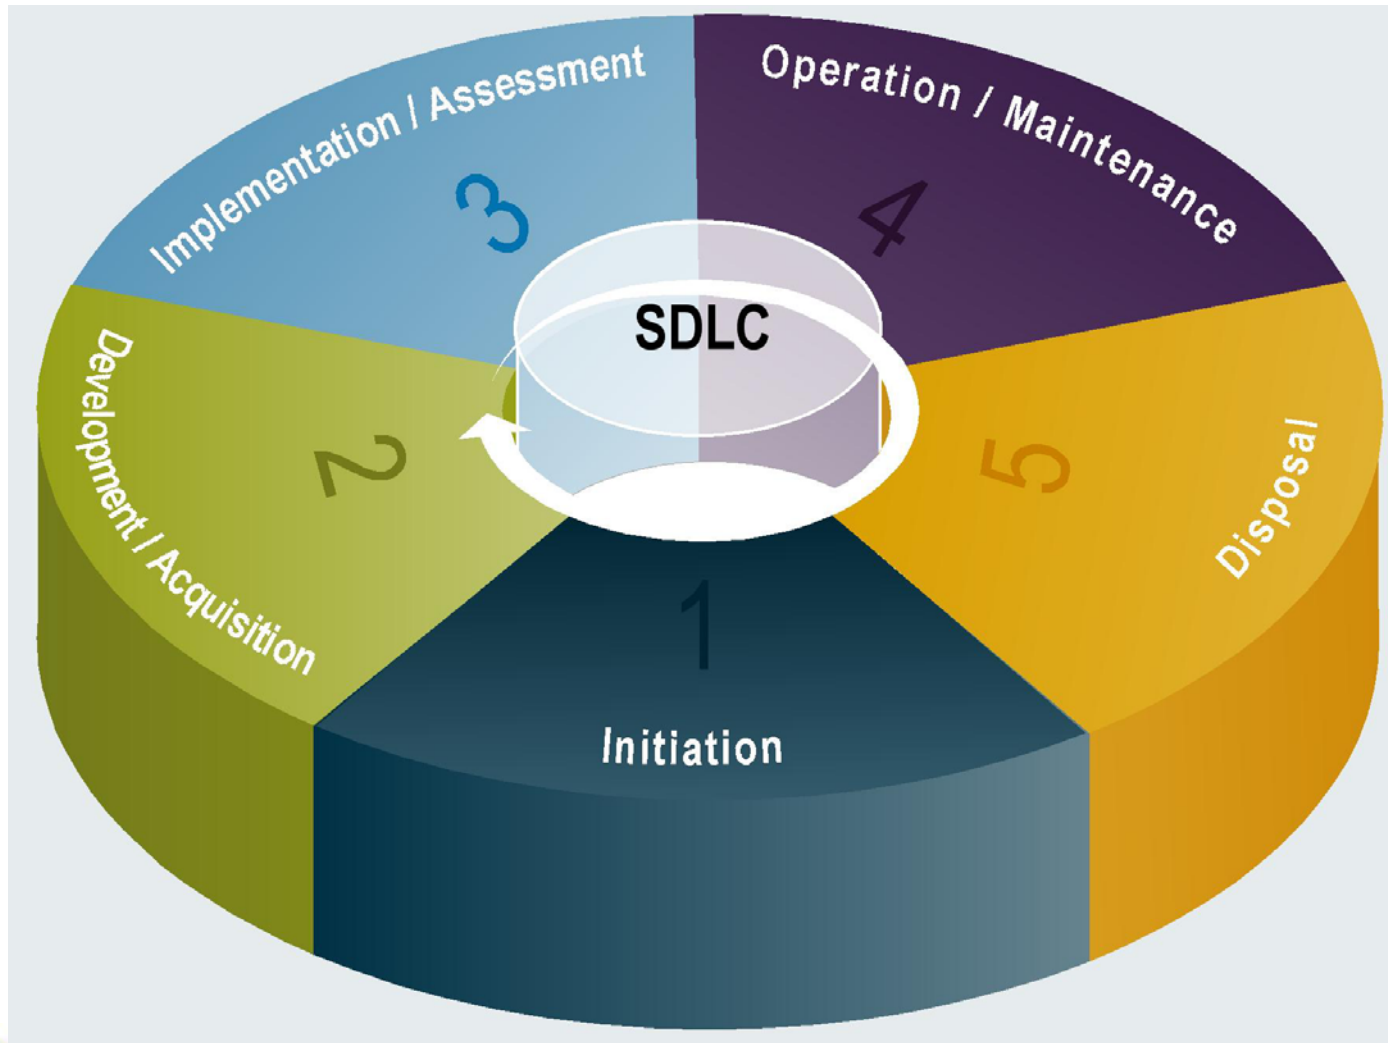 SDLC
1
Initiation
2
Development / Acquisition
3
Implementation / Assessment
4
Operation / Maintenance
5
Disposal